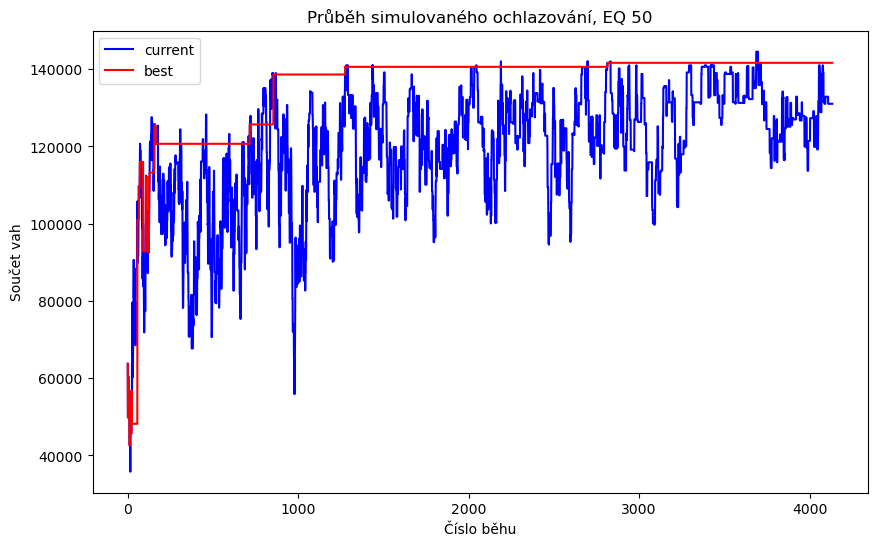 Průběh simulovaného ochlazování, EQ 50
current
best
140000
120000
100000
80000
60000
40000
Součet vah
0
1000
2000
3000
4000
Číslo běhu